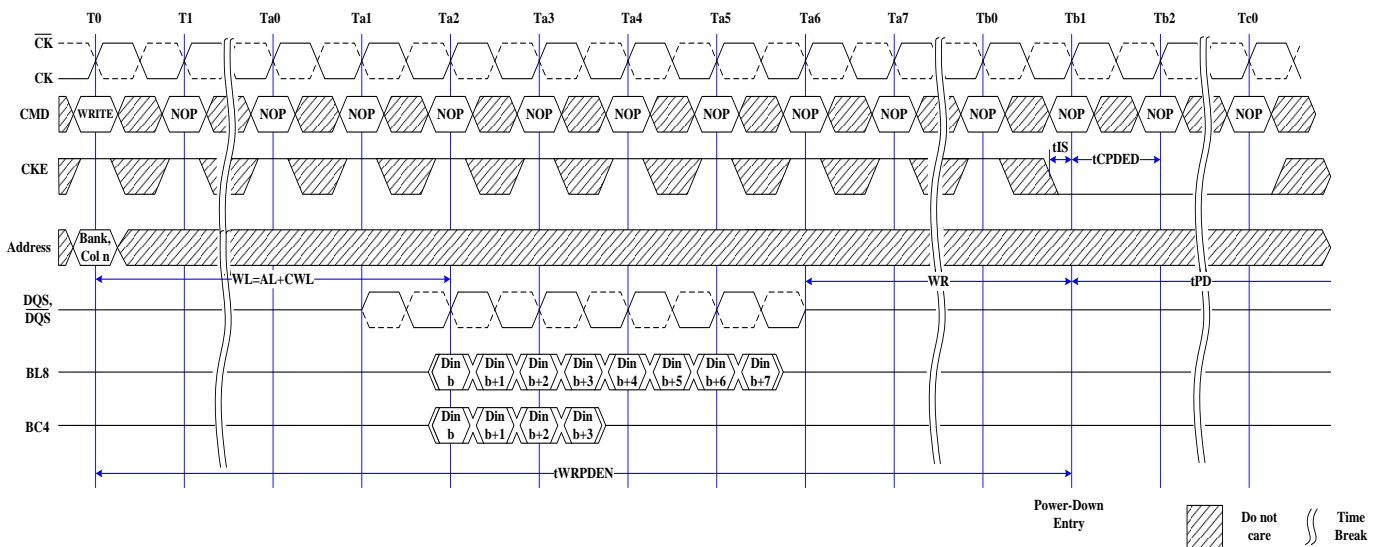 T0 T1 Ta0 Ta1 Ta2 Ta3 Ta4 Ta5 Ta6 Ta7 Tb0 Tb1 Tb2 Tc0
CK
CK
CMD WRITE NOP NOP NOP NOP NOP NOP NOP NOP NOP NOP NOP NOP NOP
tIS tCPDED
CKE
Address Bank,
Col n
WL=AL+CWL WR tPD
DQS,
DQS
BL8 Din Din Din Din Din Din Din Din
b b+1 b+2 b+3 b+4 b+5 b+6 b+7
BC4 Din Din Din Din
b b+1 b+2 b+3
tWRPDEN
Power-Down
Entry
Do not
care
Time
Break